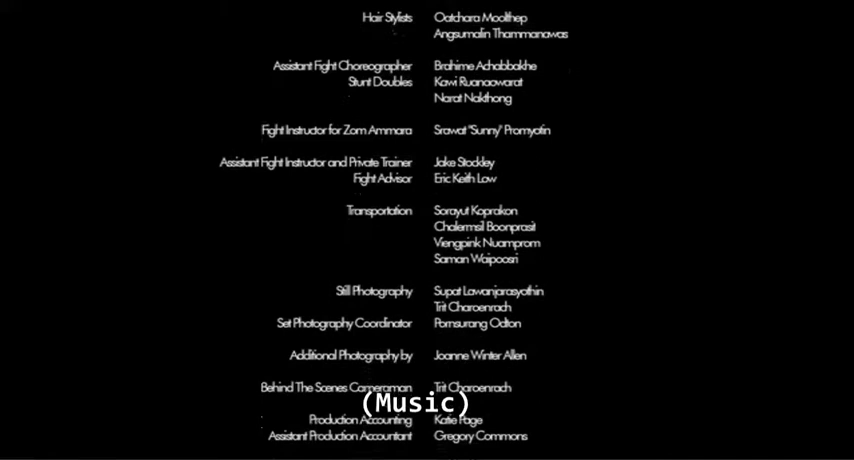 Hair Stylists Oatchara Moolthep
Angsumalin Thammanawas
Assistant Fight Choreographer Brahime Achabbakhe
Stunt Doubles Kawi Ruanaowarat
Narat Nakthong
Fight Instructor for Zom Ammara Srawat "Sunny" Promyotin
Assistant Fight Instructor and Private Trainer Jake Stockley
Fight Advisor Eric Keith Low
Transportation Sorayut Koprakon
Chalermsil Boonprasit
Viengpink Nuamprom
Saman Waipoosri
Still Photography Supat Lawanjarasyothin
Trit Charoenrach
Set Photography Coordinator Pornsurang Odton
Additional Photography by Joanne Winter Allen
Behind The Scenes Cameraman Trit Charoenrach
(Music)
Production Accounting Katie Page
Assistant Production Accountant Gregory Commons